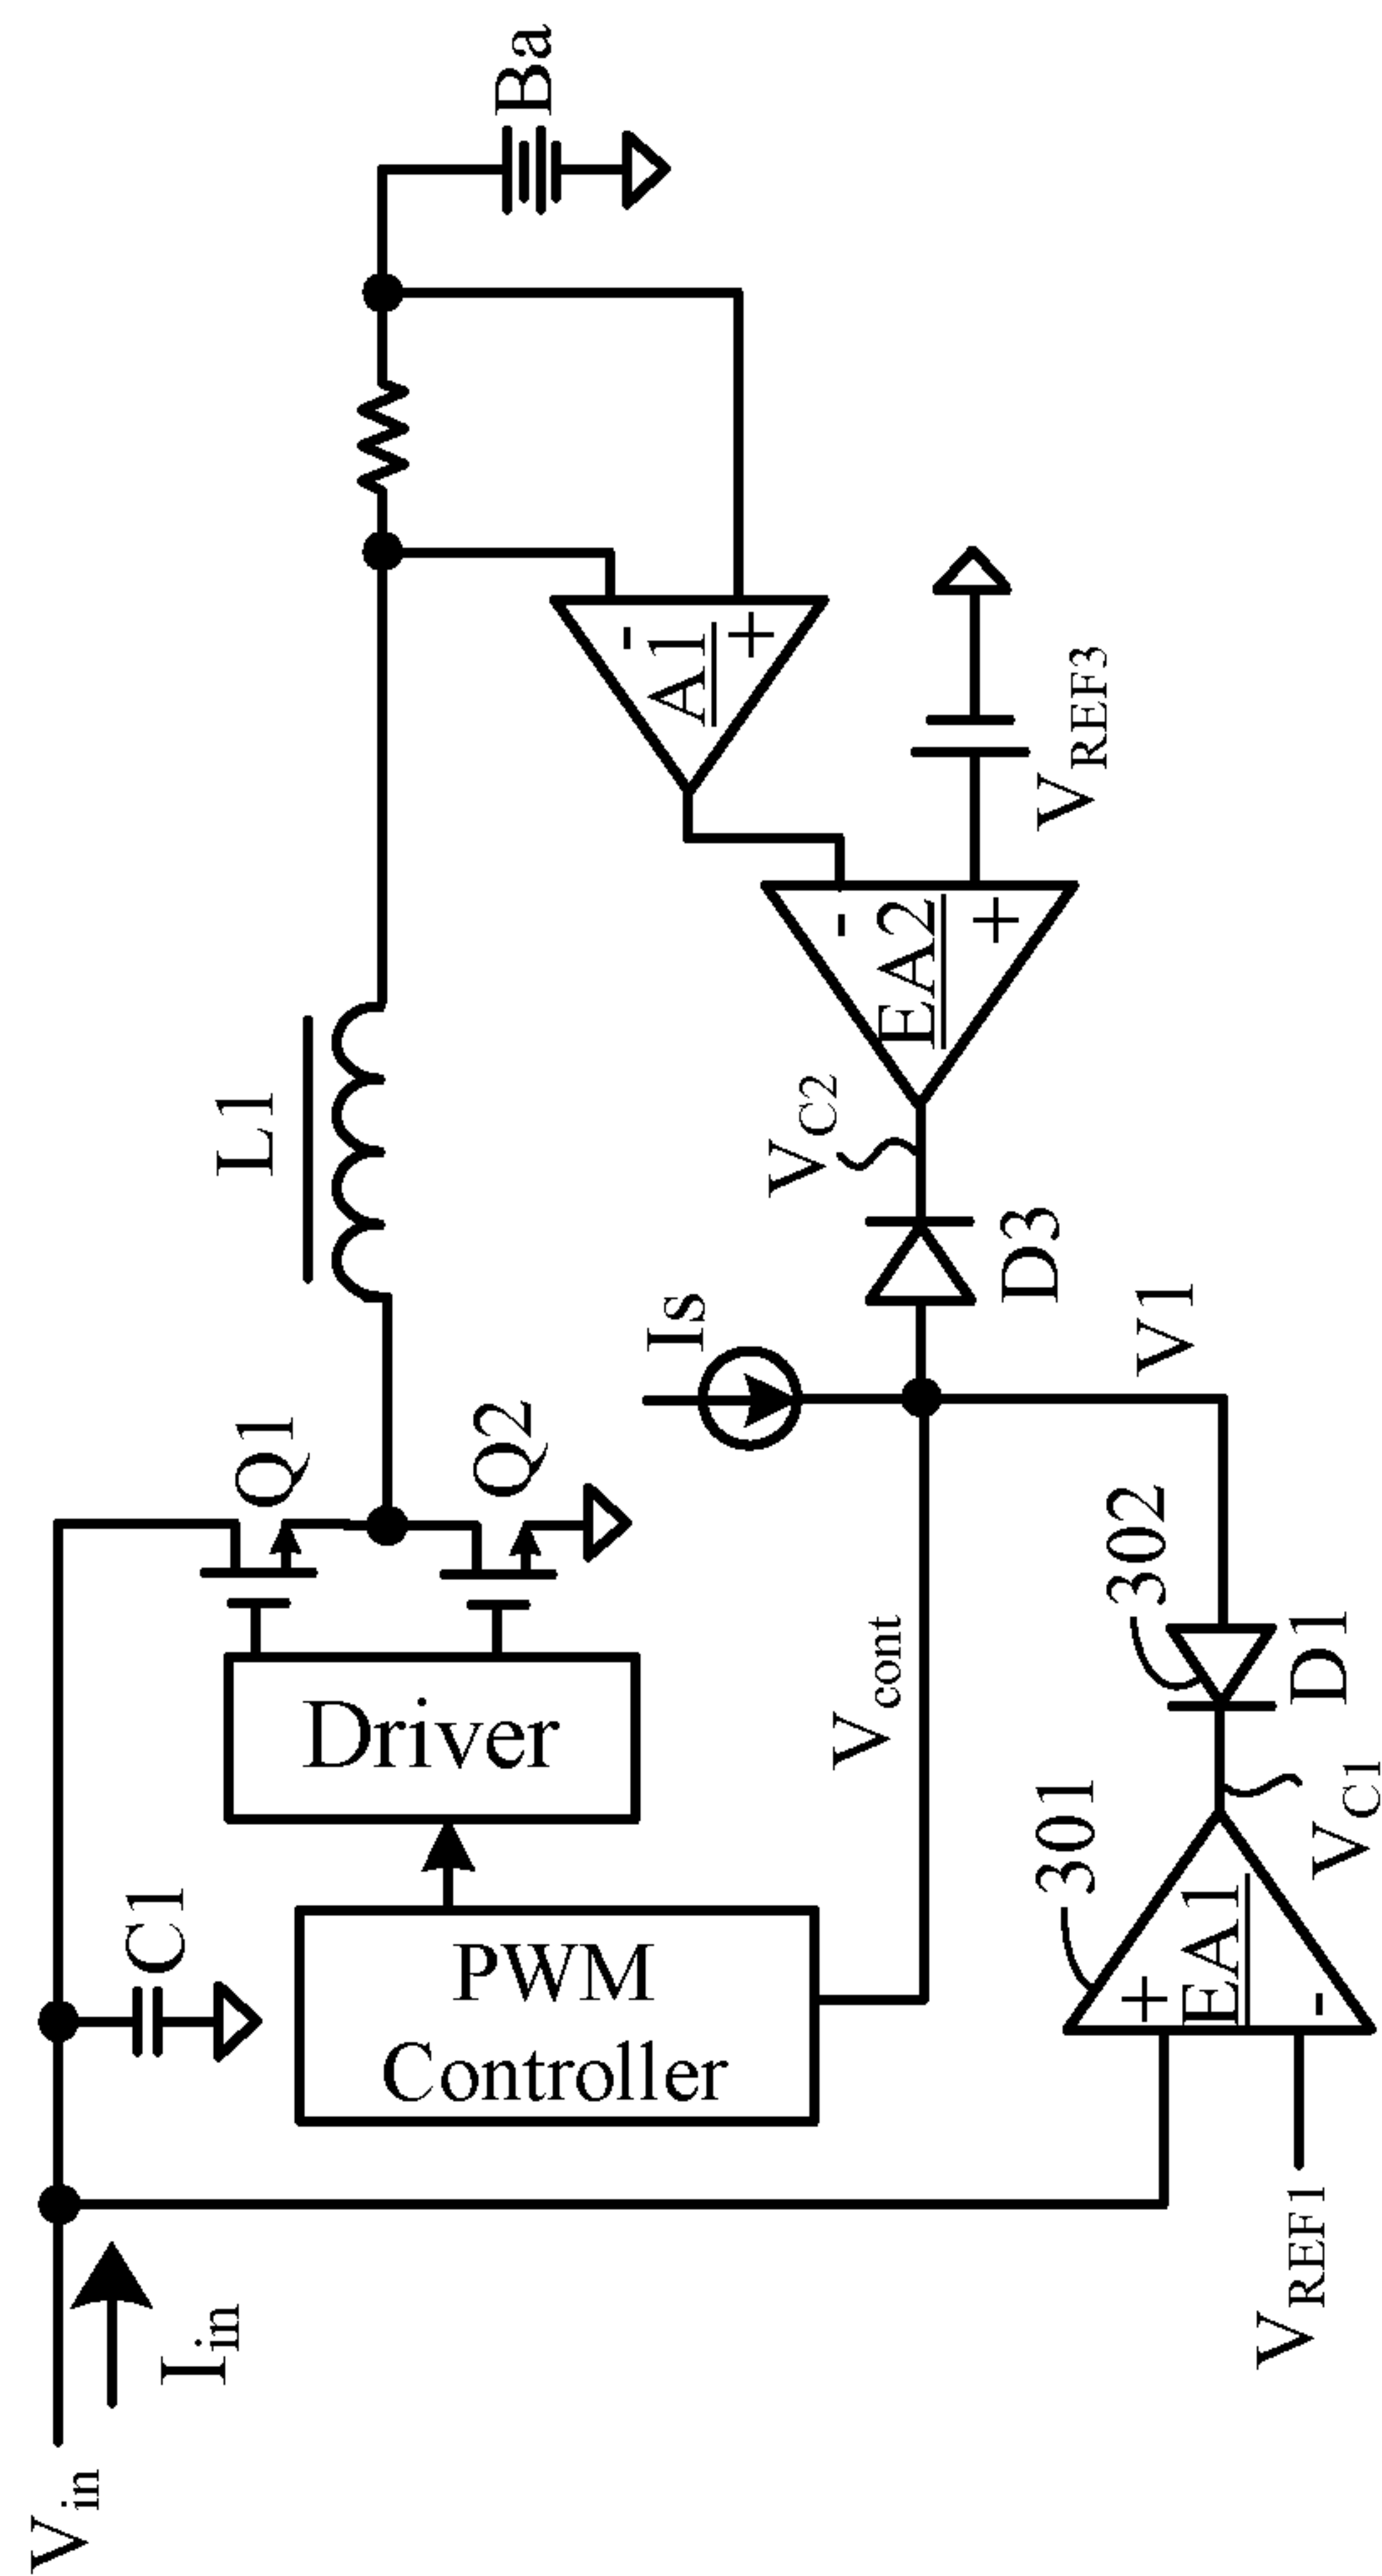 V_in
I_in
C1
Q1
L1
Ba
Driver
Q2
PWM
Controller
I_S
A1
-
+
V_cont
V_C2
EA2
-
+
V_REF3
D3
V1
301
302
EA1
+
-
D1
V_C1
V_REF1